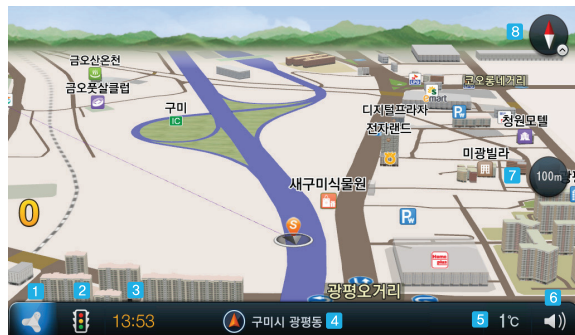 8
금오산온천
금오풋살클럽
구미
IC
코오롱네거리
emart
디지털프라자
전자랜드
P
청원모텔
미광빌라
7
100m
새구미식물원
0
S
P
Home plus
광평오거리
1
2
3
13:53
구미시 광평동
4
5
1℃
6